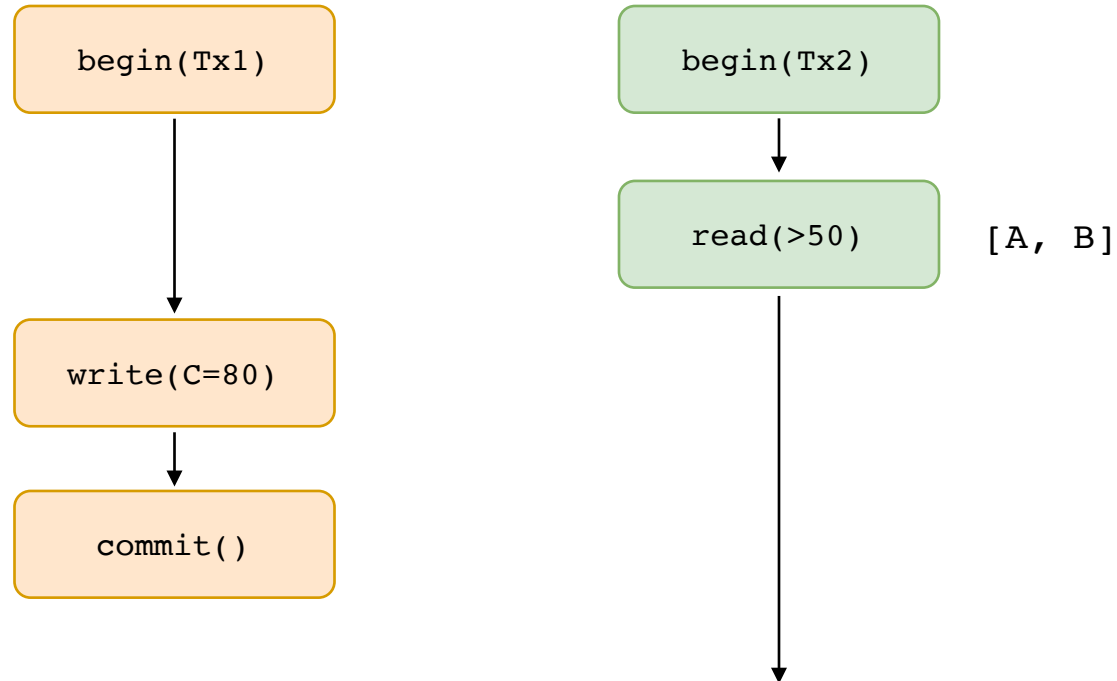 begin(Tx1)
begin(Tx2)
read(>50)
[A, B]
write(C=80)
commit()